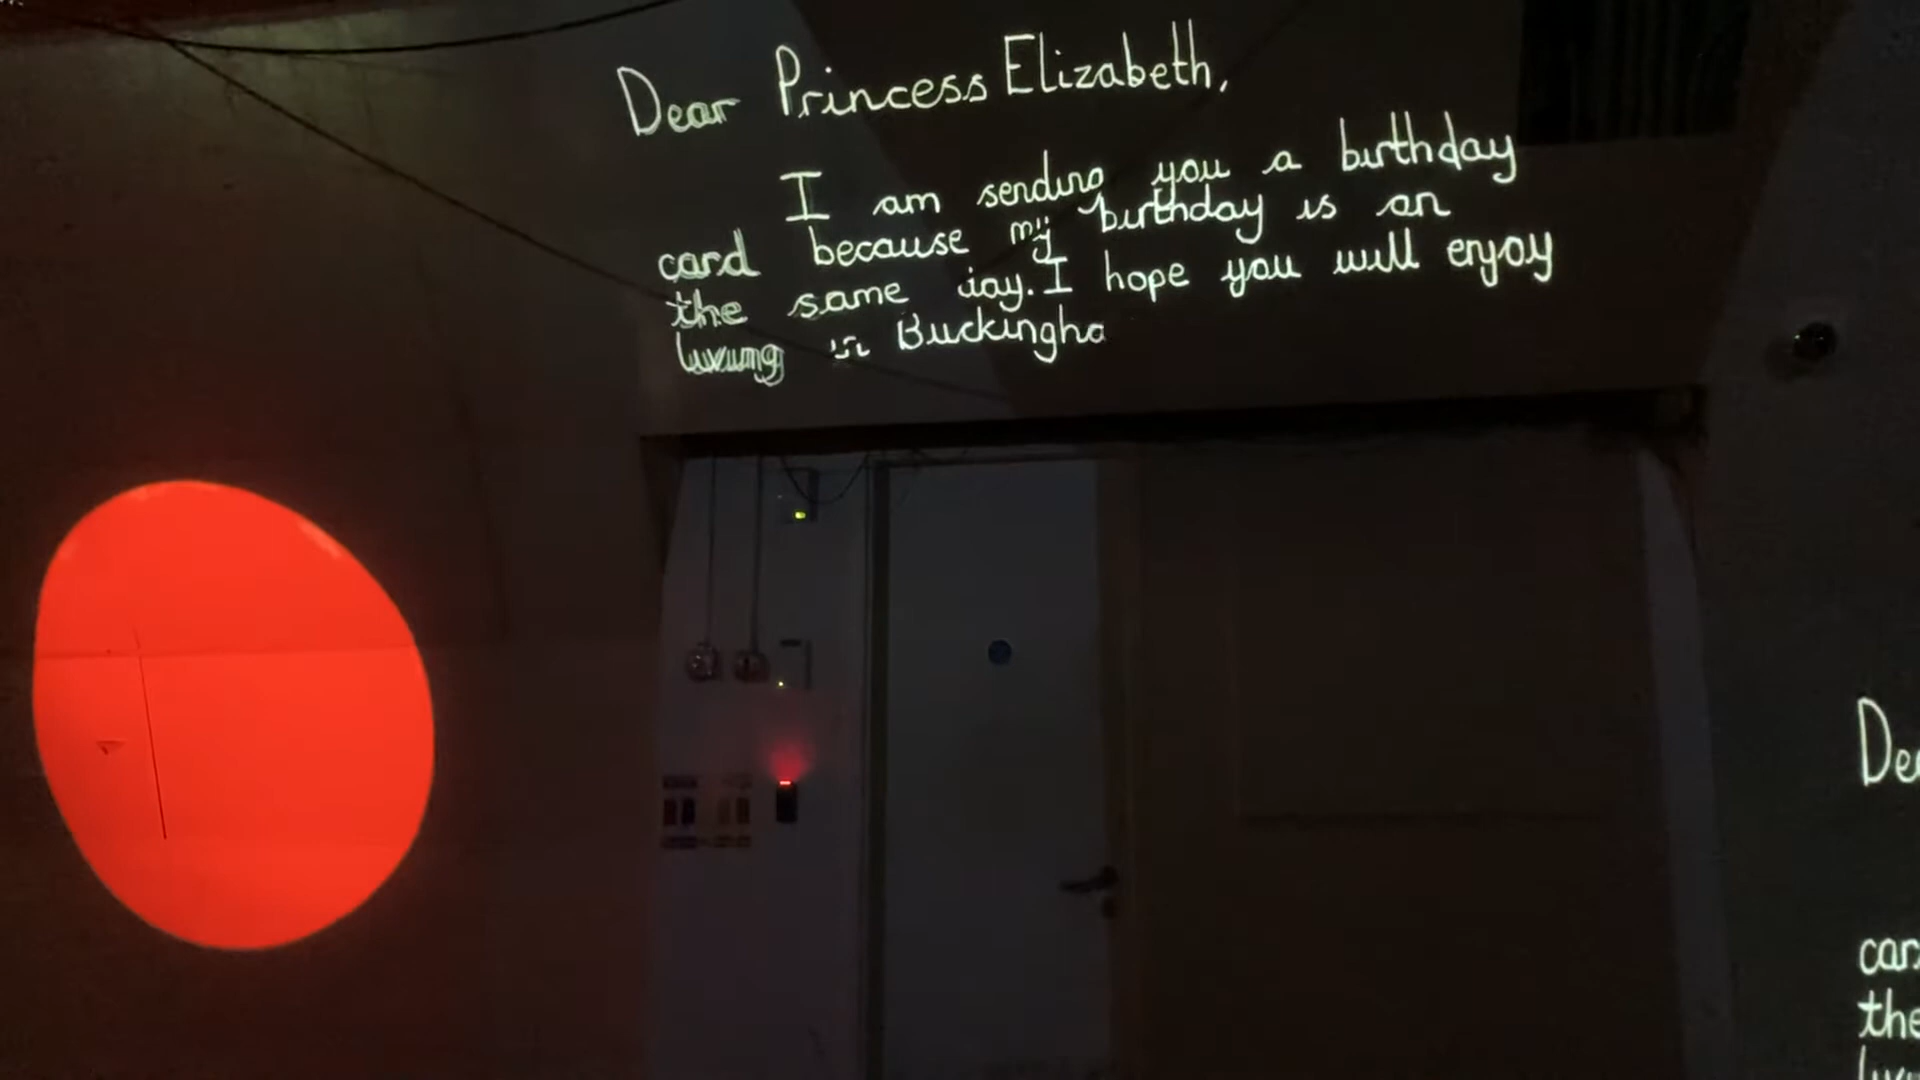 Dear Princess Elizabeth,
I am sending you a birthday
card because my birthday is on
the same day. I hope you will enjoy
living in Buckingha
De
car
the
liv